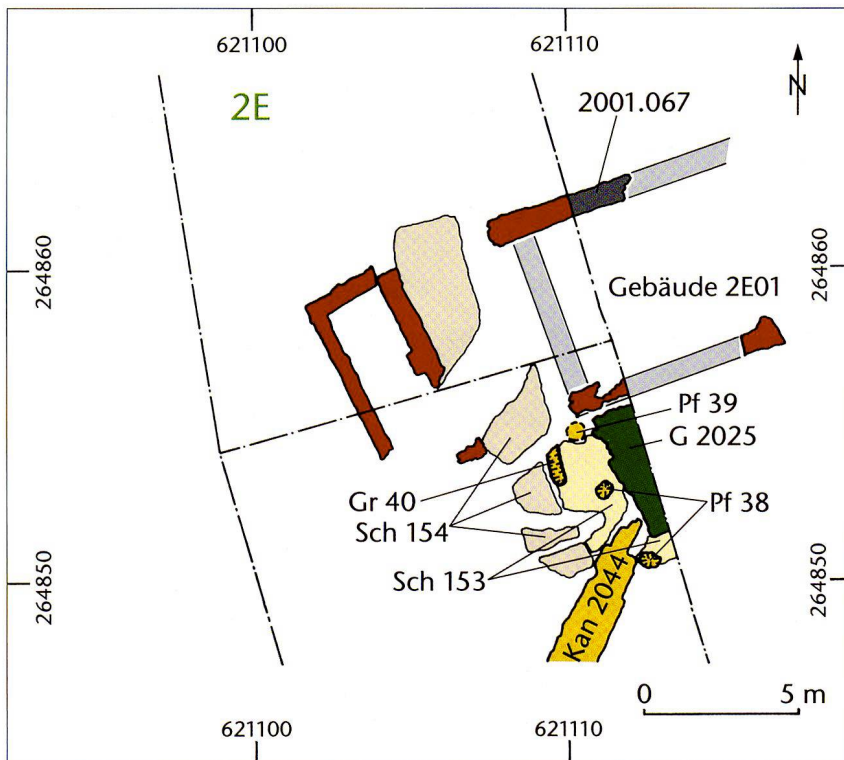 621100
621110
2E
N
2001.067
264860
264860
Gebäude 2E01
Pf 39
G 2025
Gr 40
Pf 38
Sch 154
Sch 153
Kan 2044
264850
264850
0
5 m
621100
621110